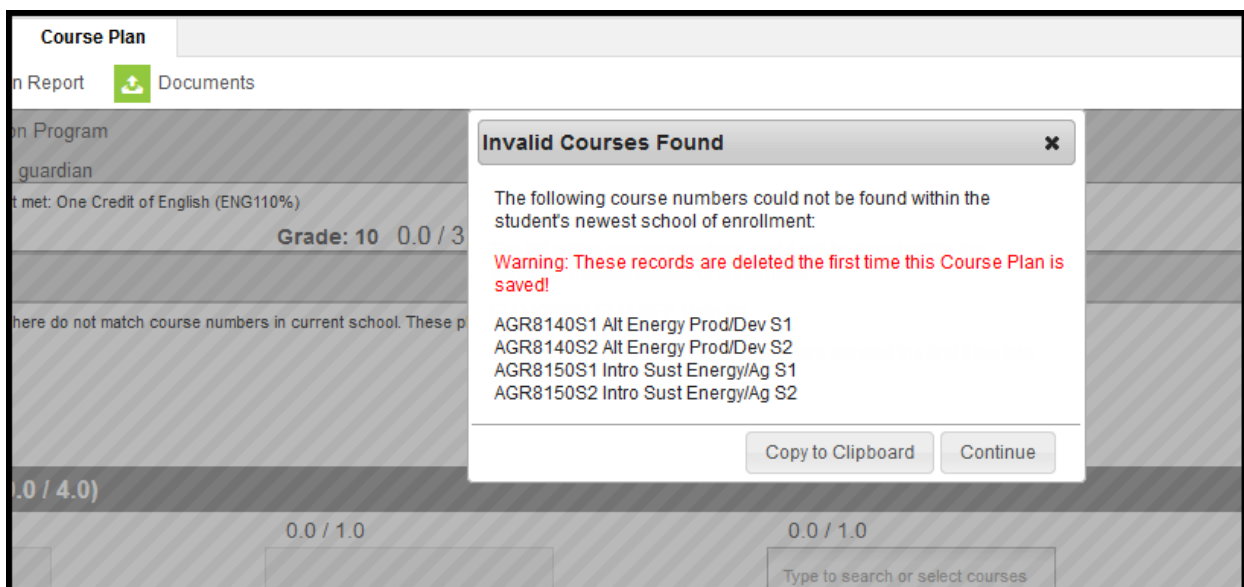 Course Plan
n Report Documents
on Program
guardian
t met: One Credit of English (ENG110%)
Grade: 10 0.0 / 3
here do not match course numbers in current school. These p
Invalid Courses Found
The following course numbers could not be found within the
student's newest school of enrollment:
Warning: These records are deleted the first time this Course Plan is
saved!
AGR8140S1 Alt Energy Prod/Dev S1
AGR8140S2 Alt Energy Prod/Dev S2
AGR8150S1 Intro Sust Energy/Ag S1
AGR8150S2 Intro Sust Energy/Ag S2
Copy to Clipboard Continue
.0 / 4.0)
0.0 / 1.0 0.0 / 1.0
Type to search or select courses